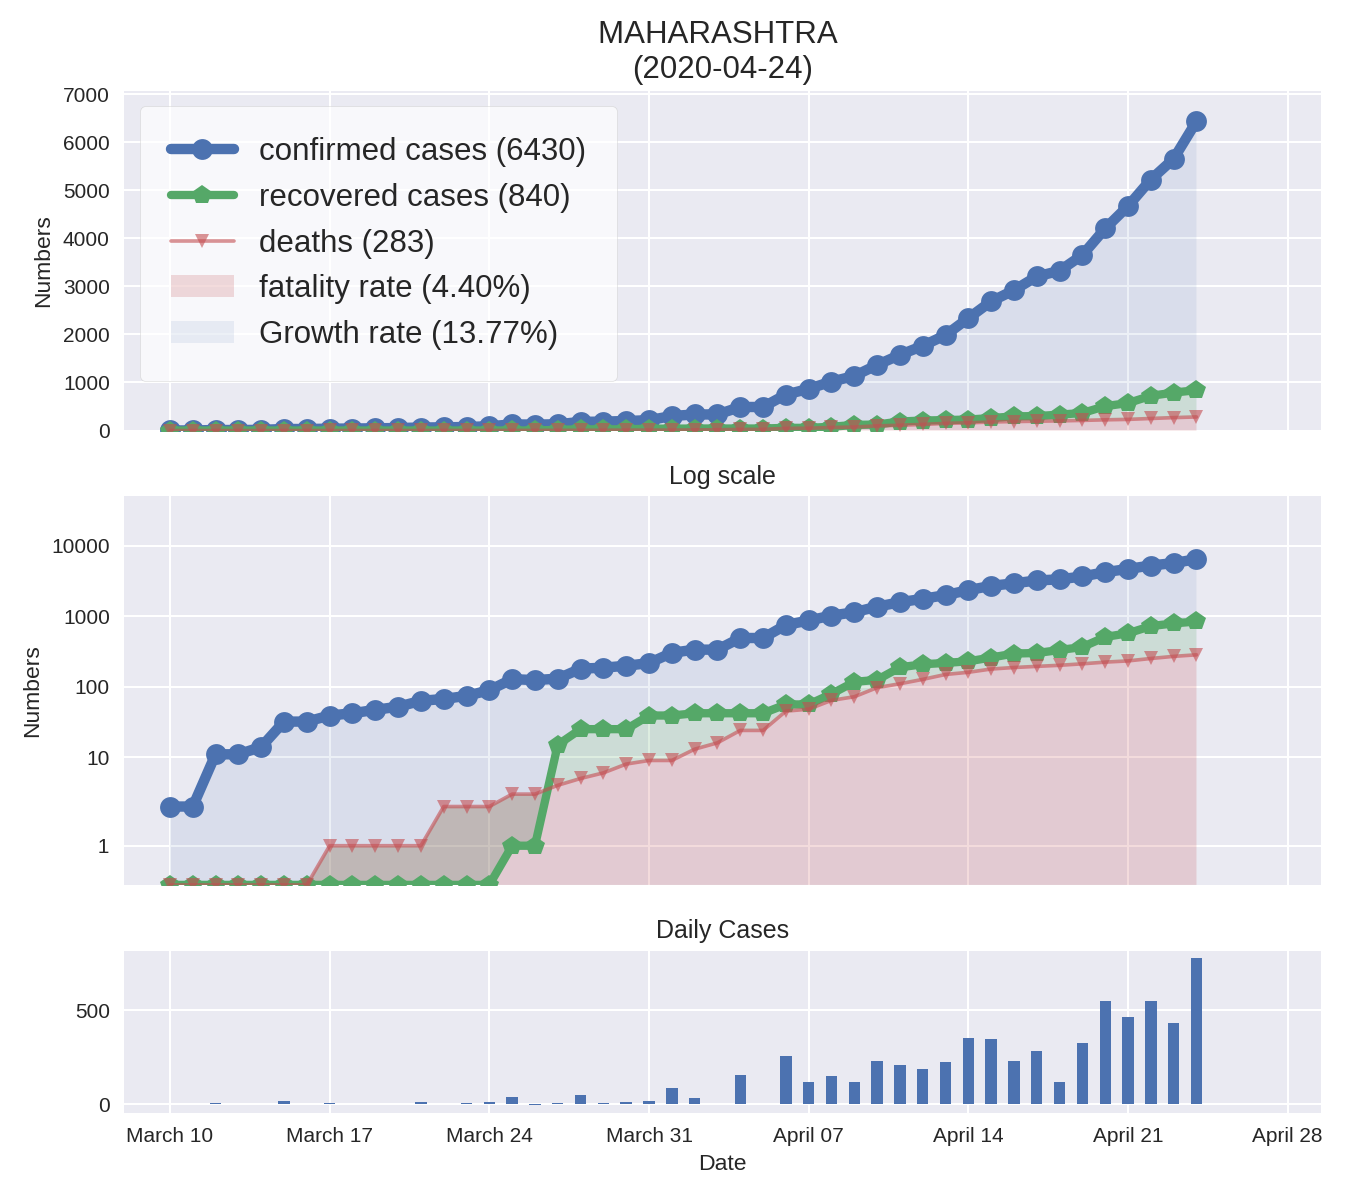 MAHARASHTRA
(2020-04-24)
7000
6000
5000
4000
3000
2000
1000
0
Numbers
confirmed cases (6430)
recovered cases (840)
deaths (283)
fatality rate (4.40%)
Growth rate (13.77%)
Log scale
10000
1000
100
10
1
Numbers
Daily Cases
500
0
March 10 March 17 March 24 March 31 April 07 April 14 April 21 April 28
Date